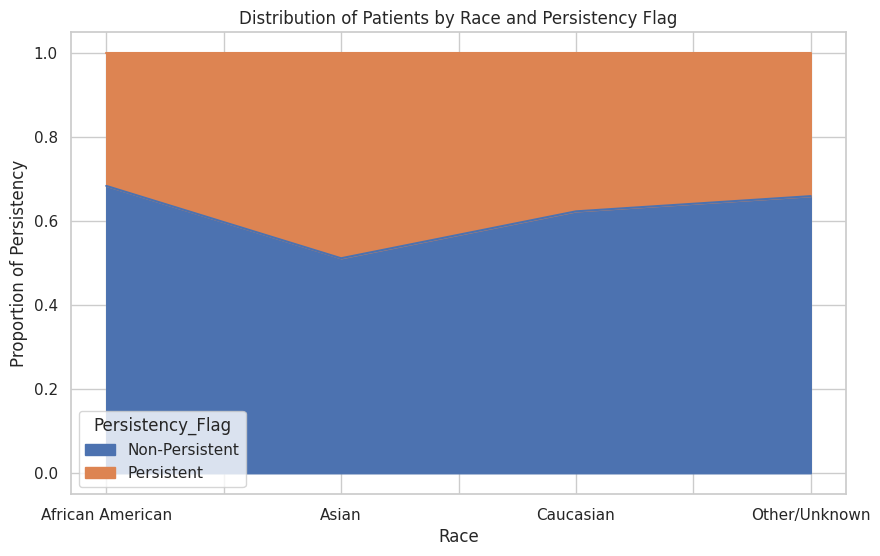 Distribution of Patients by Race and Persistency Flag
Proportion of Persistency
1.0
0.8
0.6
0.4
0.2
0.0
Persistency_Flag
Non-Persistent
Persistent
African American
Asian
Caucasian
Other/Unknown
Race